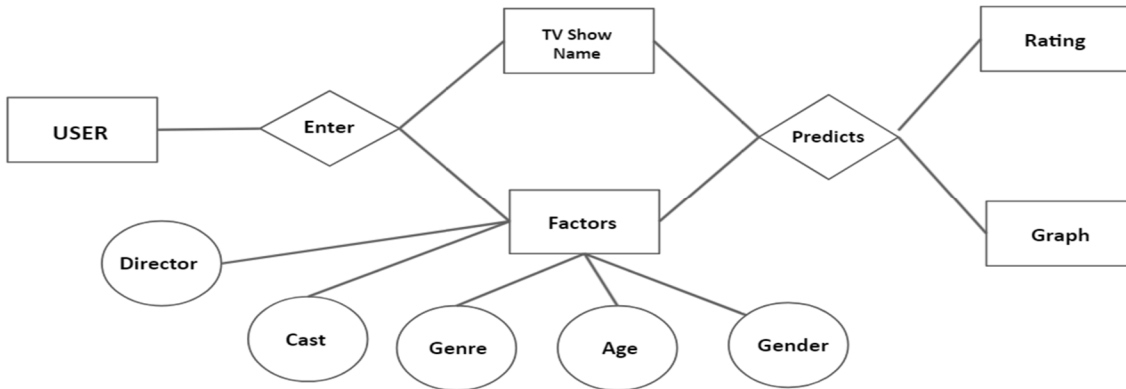 TV Show
Name
Rating
USER
Enter
Predicts
Factors
Graph
Director
Cast
Genre
Age
Gender